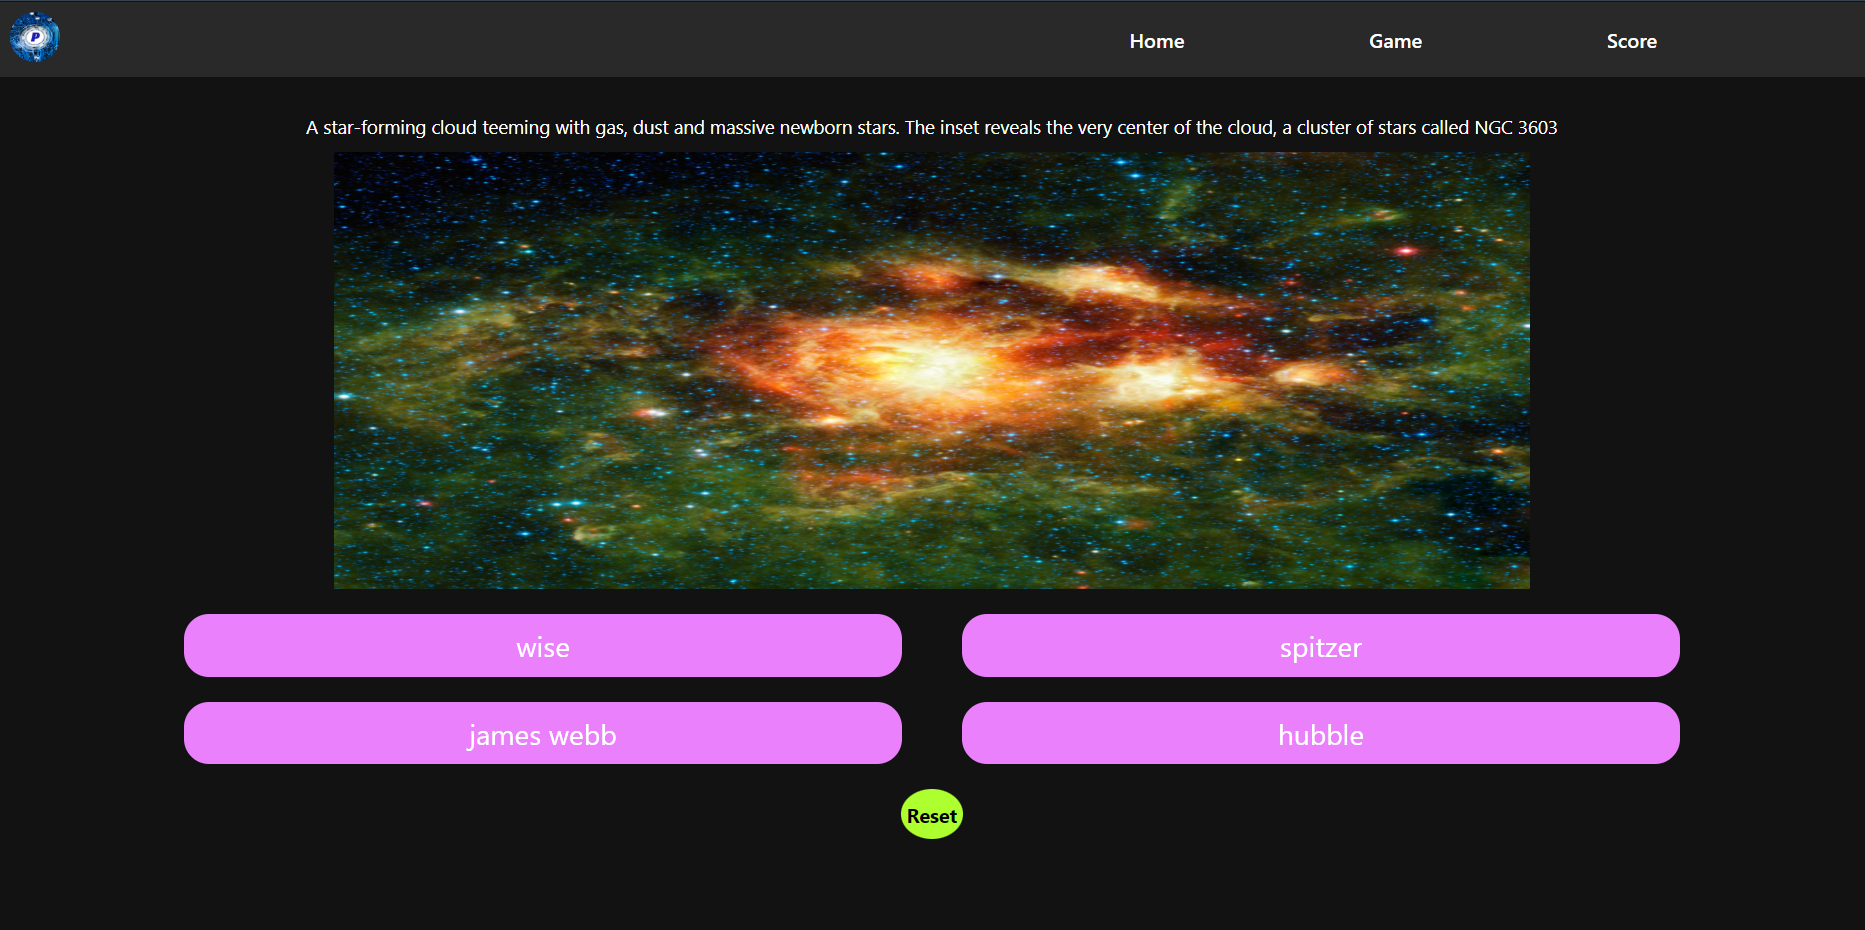 P
Home
Game
Score
A star-forming cloud teeming with gas, dust and massive newborn stars. The inset reveals the very center of the cloud, a cluster of stars called NGC 3603
wise
spitzer
james webb
hubble
Reset